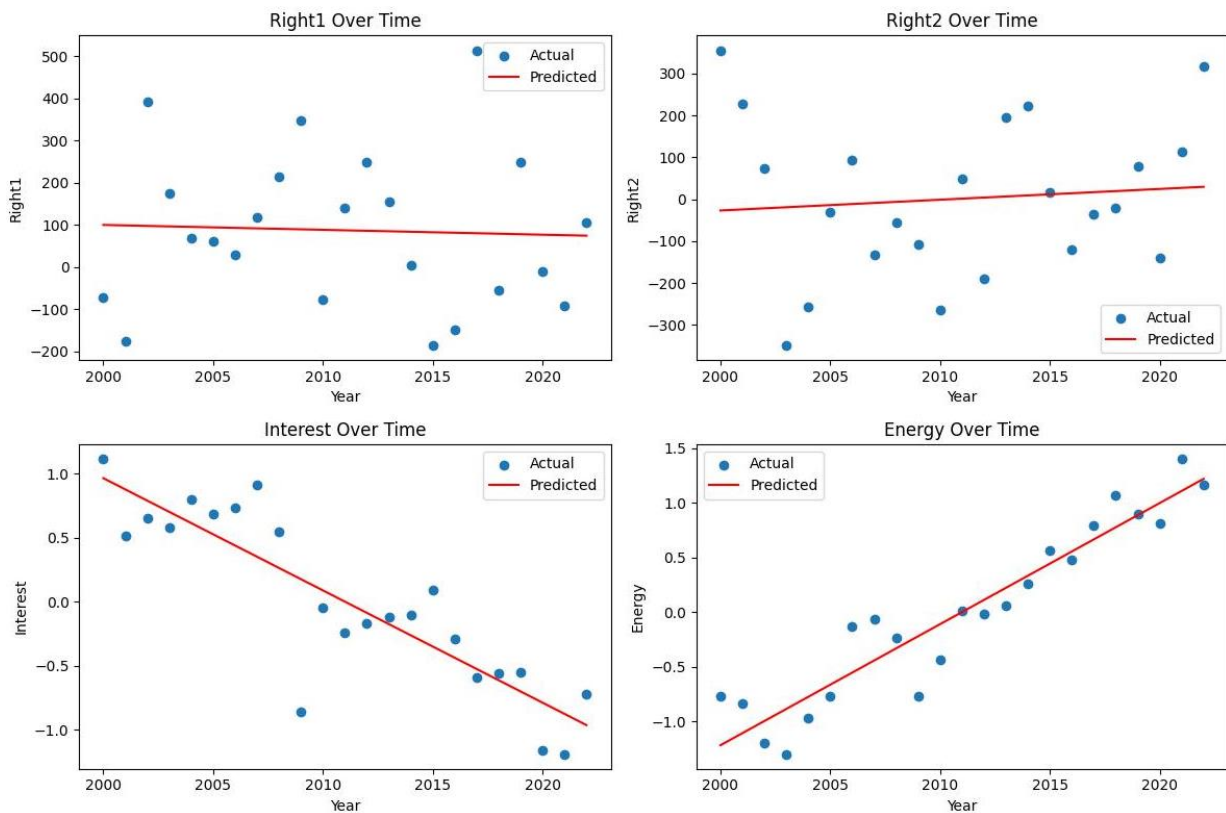 Right1 Over Time
500
400
300
200
100
0
−100
−200
Right1
2000
2005
2010
2015
2020
Year
Actual
Predicted
Right2 Over Time
300
200
100
0
−100
−200
−300
Right2
2000
2005
2010
2015
2020
Year
Actual
Predicted
Interest Over Time
1.0
0.5
0.0
−0.5
−1.0
Interest
2000
2005
2010
2015
2020
Year
Actual
Predicted
Energy Over Time
1.5
1.0
0.5
0.0
−0.5
−1.0
Energy
2000
2005
2010
2015
2020
Year
Actual
Predicted